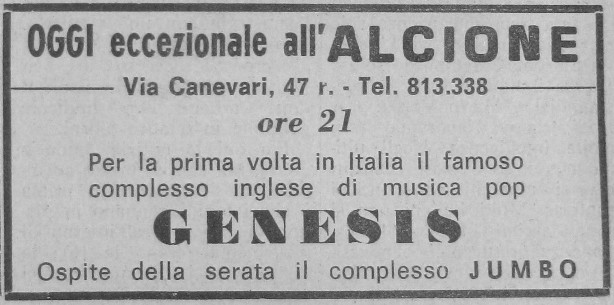 OGGI eccezionale all'ALCIONE
Via Canevari, 47 r. - Tel. 813.338
ore 21
Per la prima volta in Italia il famoso
complesso inglese di musica pop
GENESIS
Ospite della serata il complesso JUMBO